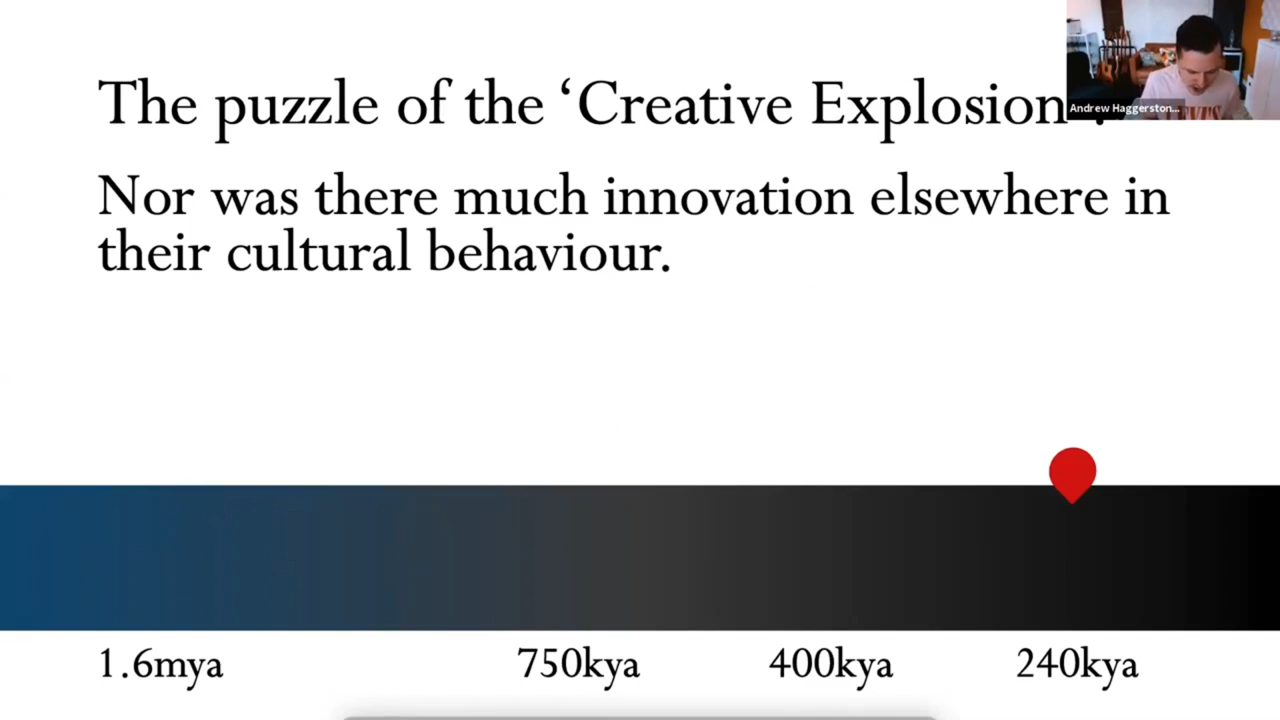 The puzzle of the ‘Creative Explosion
Andrew Haggerston...
Nor was there much innovation elsewhere in
their cultural behaviour.
1.6mya 750kya 400kya 240kya